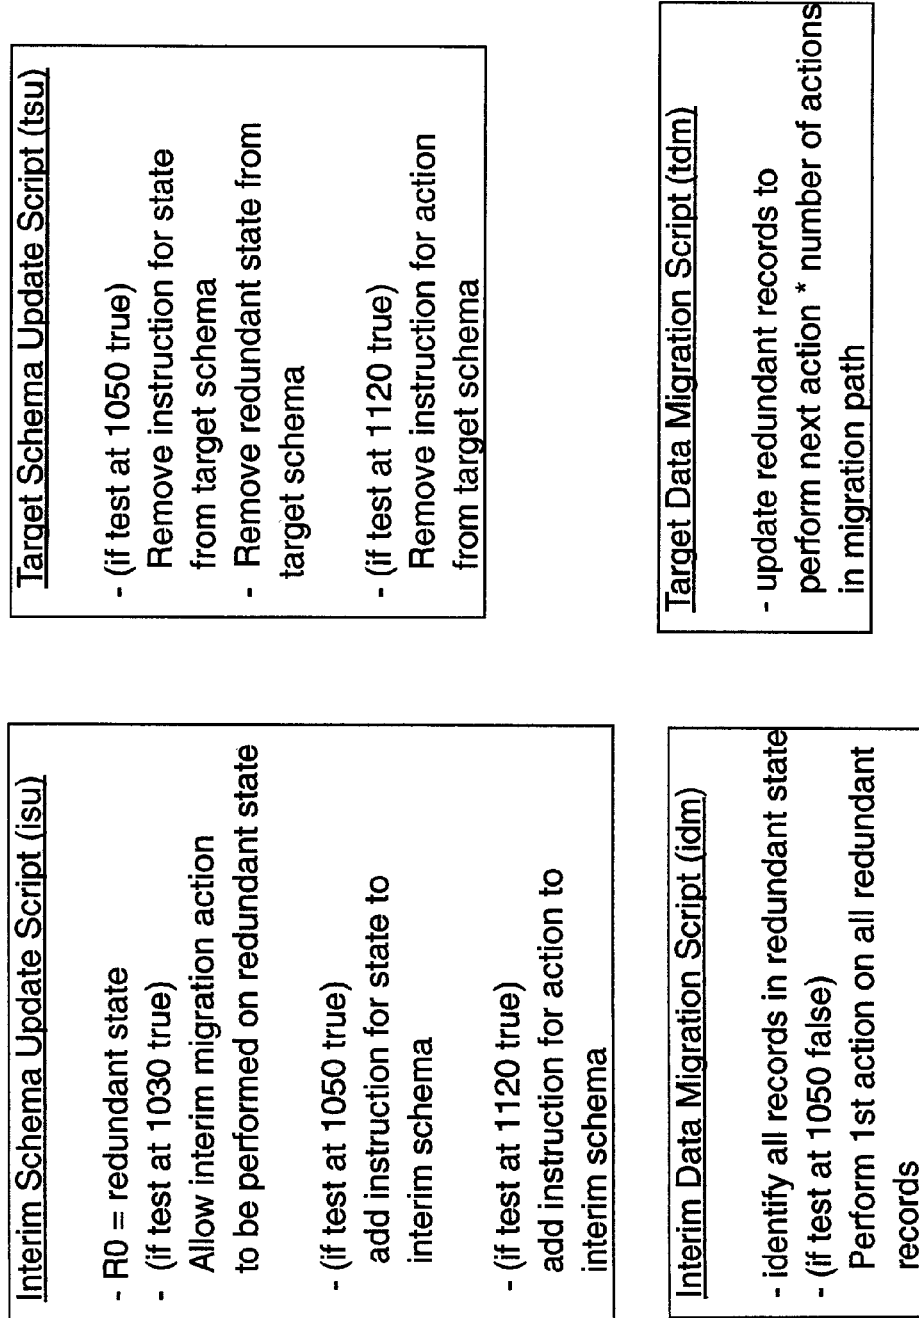 Interim Schema Update Script (isu)
- R0 = redundant state
- (if test at 1030 true)
Allow interim migration action
to be performed on redundant state
- (if test at 1050 true)
add instruction for state to
interim schema
- (if test at 1120 true)
add instruction for action to
interim schema
Target Schema Update Script (tsu)
- (if test at 1050 true)
Remove instruction for state
from target schema
- Remove redundant state from
target schema
- (if test at 1120 true)
Remove instruction for action
from target schema
Interim Data Migration Script (idm)
- identify all records in redundant state
- (if test at 1050 false)
Perform 1st action on all redundant
records
Target Data Migration Script (tdm)
- update redundant records to
perform next action * number of actions
in migration path